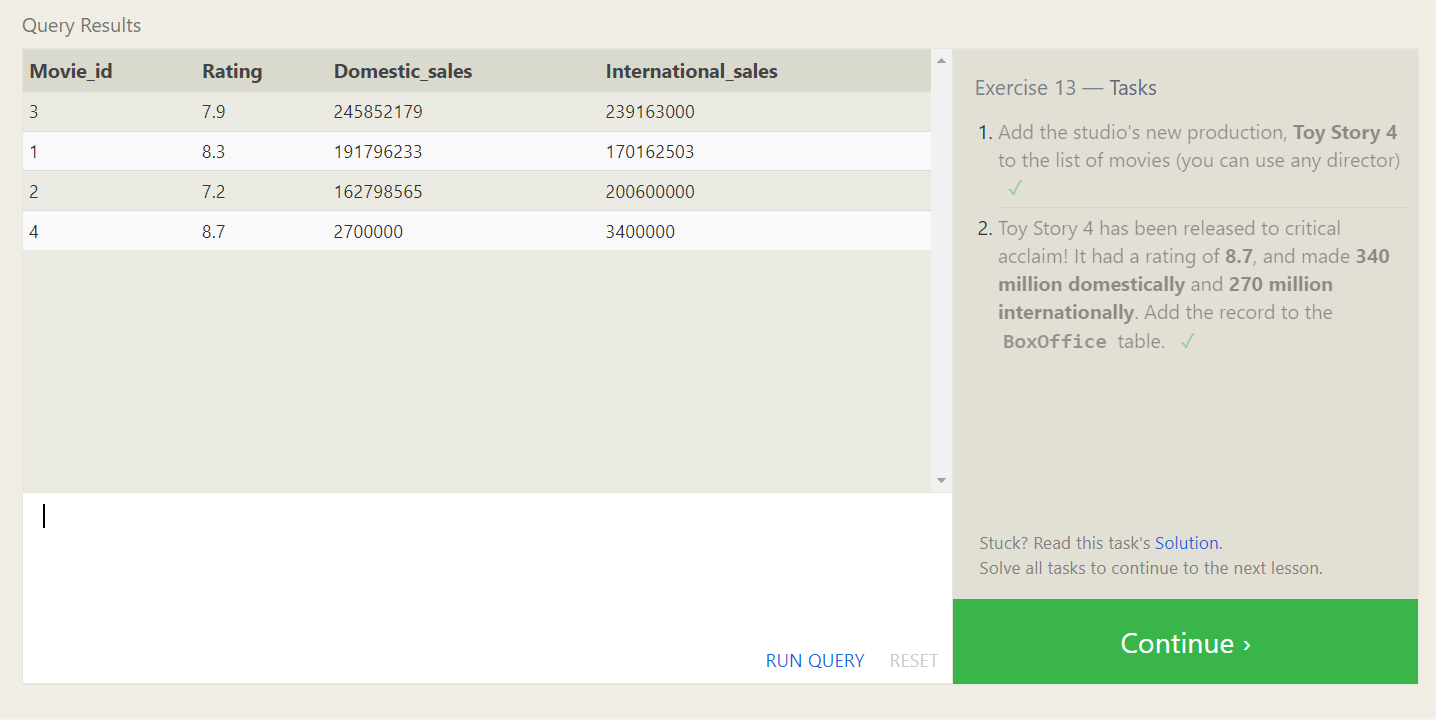 Query Results
Movie_id Rating Domestic_sales International_sales
3 7.9 245852179 239163000
1 8.3 191796233 170162503
2 7.2 162798565 200600000
4 8.7 2700000 3400000
RUN QUERY RESET
Exercise 13 — Tasks
1. Add the studio's new production, Toy Story 4
to the list of movies (you can use any director)
✓
2. Toy Story 4 has been released to critical
acclaim! It had a rating of 8.7, and made 340
million domestically and 270 million
internationally. Add the record to the
BoxOffice table. ✓
Stuck? Read this task's Solution.
Solve all tasks to continue to the next lesson.
Continue ›